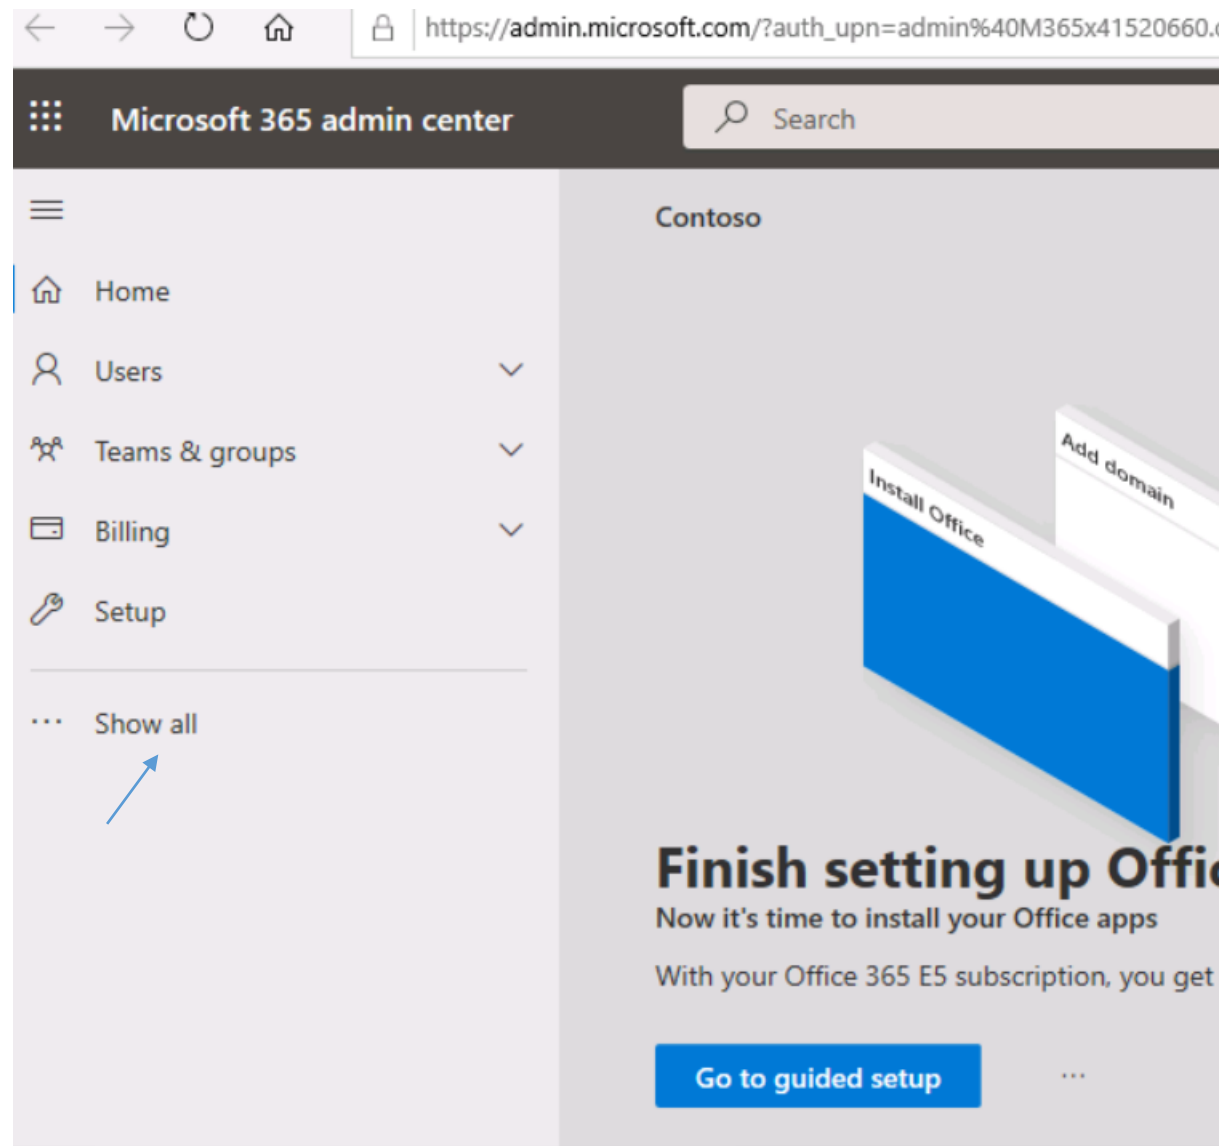 https://admin.microsoft.com/?auth_upn=admin%40M365x41520660.
Microsoft 365 admin center
Search
Contoso
Home
Users
Teams & groups
Billing
Setup
Show all
Install Office
Add domain
Finish setting up Offic
Now it's time to install your Office apps
With your Office 365 E5 subscription, you get
Go to guided setup